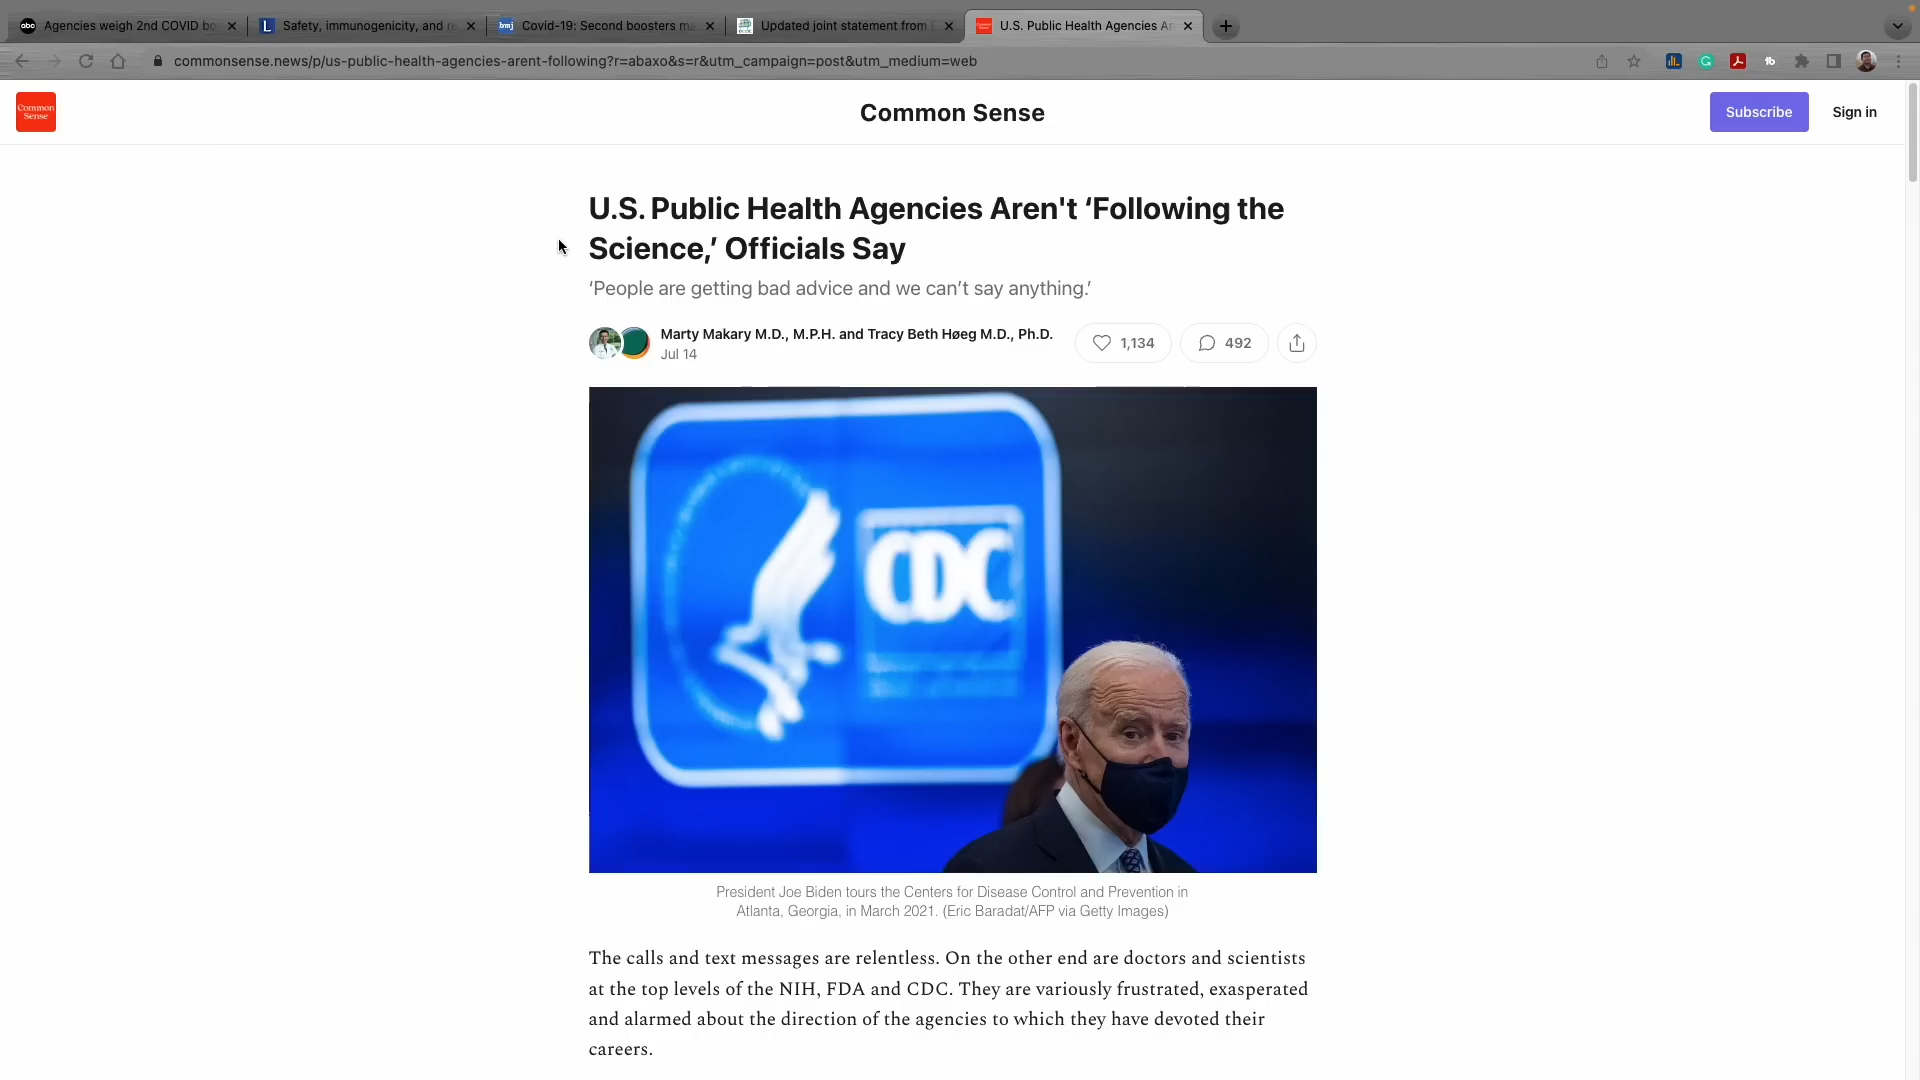 Agencies weigh 2nd COVID bo
Safety, immunogenicity, and re
Covid-19: Second boosters ma
Updated joint statement from E
U.S. Public Health Agencies Are
commonsense.news/p/us-public-health-agencies-arent-following?r=abaxo&s=r&utm_campaign=post&utm_medium=web
Common Sense
Common Sense
Subscribe
Sign in
U.S. Public Health Agencies Aren't ‘Following the
Science,’ Officials Say
‘People are getting bad advice and we can’t say anything.’
Marty Makary M.D., M.P.H. and Tracy Beth Høeg M.D., Ph.D.
Jul 14
1,134
492
CDC
President Joe Biden tours the Centers for Disease Control and Prevention in
Atlanta, Georgia, in March 2021. (Eric Baradat/AFP via Getty Images)
The calls and text messages are relentless. On the other end are doctors and scientists
at the top levels of the NIH, FDA and CDC. They are variously frustrated, exasperated
and alarmed about the direction of the agencies to which they have devoted their
careers.